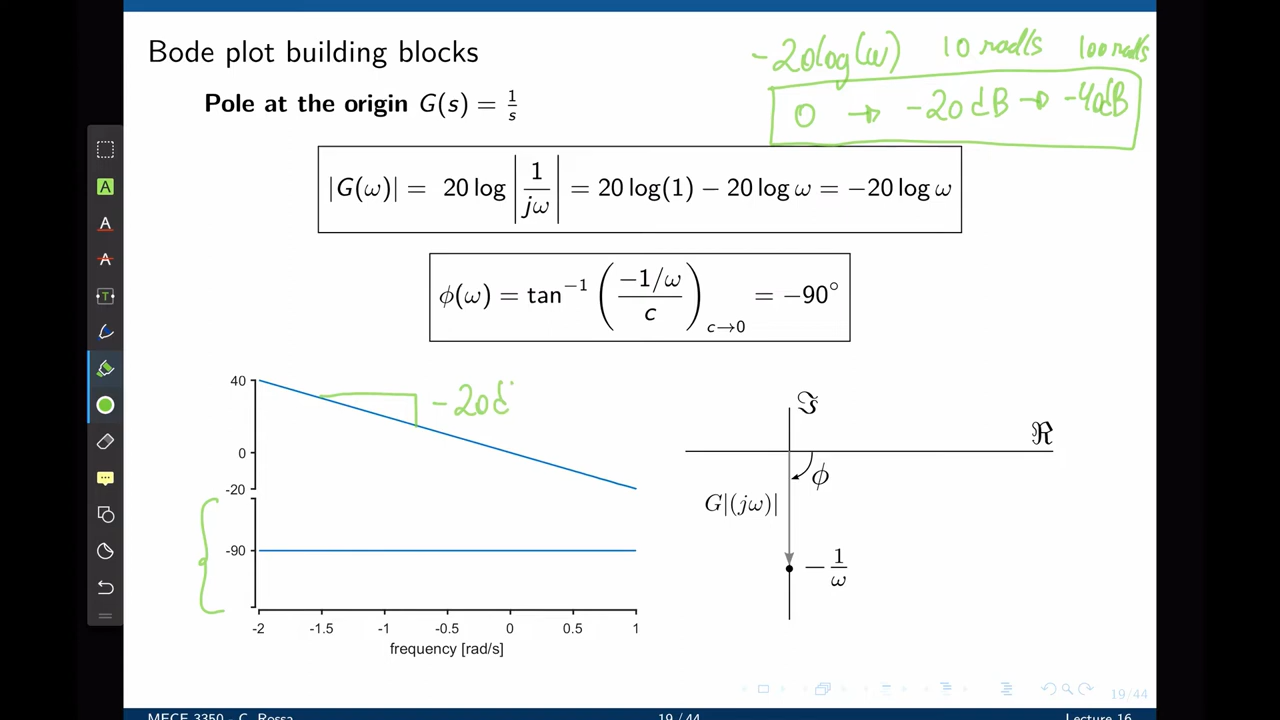 Bode plot building blocks
-20log(ω) 10 rad/s 100 rad/s
0 → -20dB → -40dB
Pole at the origin G(s) = 1/s
|G(ω)| = 20 log |1/jω| = 20 log(1) − 20 log ω = −20 log ω
ϕ(ω) = tan⁻¹ (−1/ω / c) c→0 = −90°
40
0
-20
-90
-20d
-2 -1.5 -1 -0.5 0 0.5 1
frequency [rad/s]
ℑ
ℜ
ϕ
G|(jω)|
− 1/ω
19/44
MECE 3350 - C. Rossa 19 / 44 Lecture 16